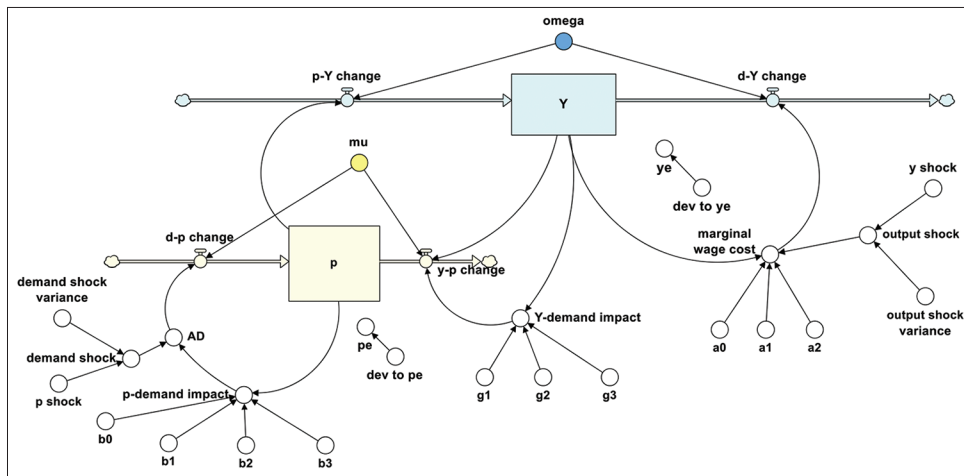 omega
p-Y change
d-Y change
Y
mu
ye
dev to ye
y shock
marginal
wage cost
output shock
d-p change
p
y-p change
demand shock
variance
output shock
variance
Y-demand impact
AD
pe
a0
a1
a2
demand shock
dev to pe
p shock
p-demand impact
g1
g2
g3
b0
b1
b2
b3